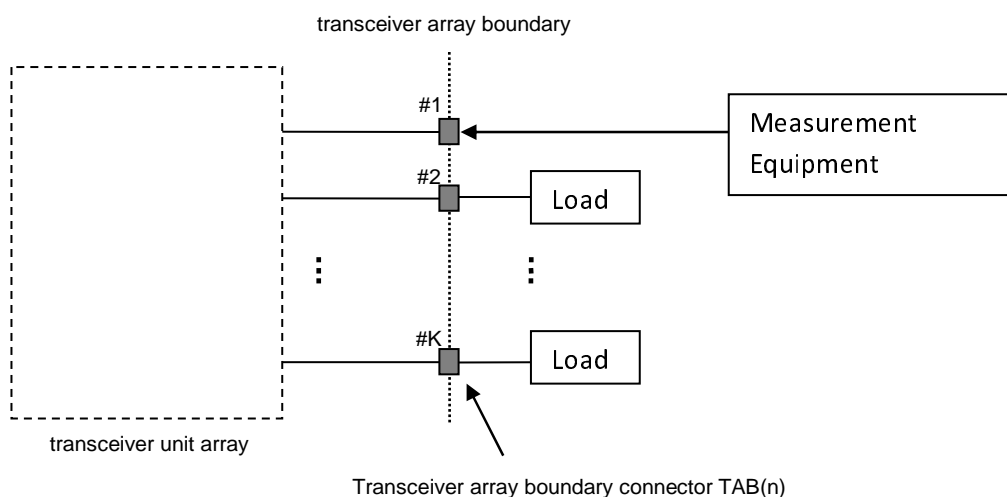 transceiver array boundary
#1
Measurement
Equipment
#2
Load
#K
Load
transceiver unit array
Transceiver array boundary connector TAB(n)